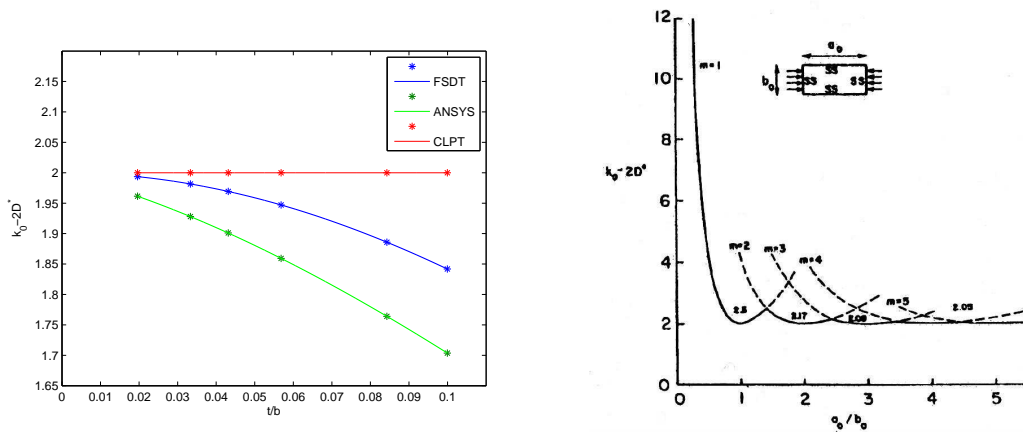 2.15
2.1
2.05
2
1.95
1.9
1.85
1.8
1.75
1.7
1.65
k0−2D*
0 0.01 0.02 0.03 0.04 0.05 0.06 0.07 0.08 0.09 0.1
t/b
FSDT
ANSYS
CLPT
12
10
8
6
4
2
0
k0−2D*
m=1
a0
b0
SS
SS SS
SS
m=2
m=3
m=4
m=5
2.5
2.17
2.08
2.05
0 1 2 3 4 5
a0/b0